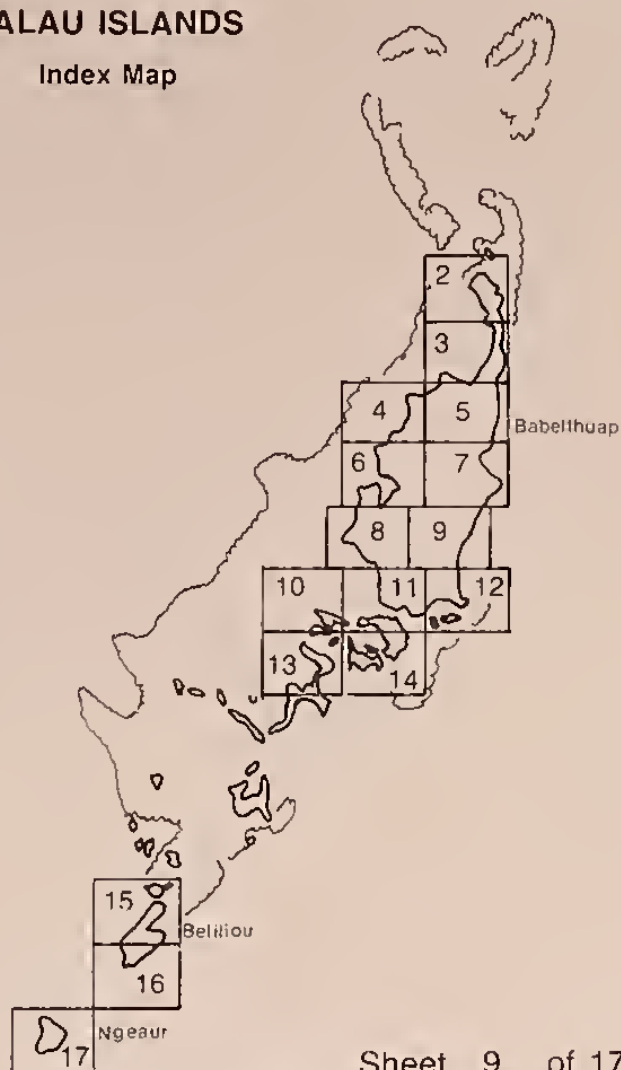 ALAU ISLANDS
Index Map
2
3
4 5
Babelthuap
6 7
8 9
10 11 12
13 14
15
Beliliou
16
Ngeaur
17
Sheet 9 of 17